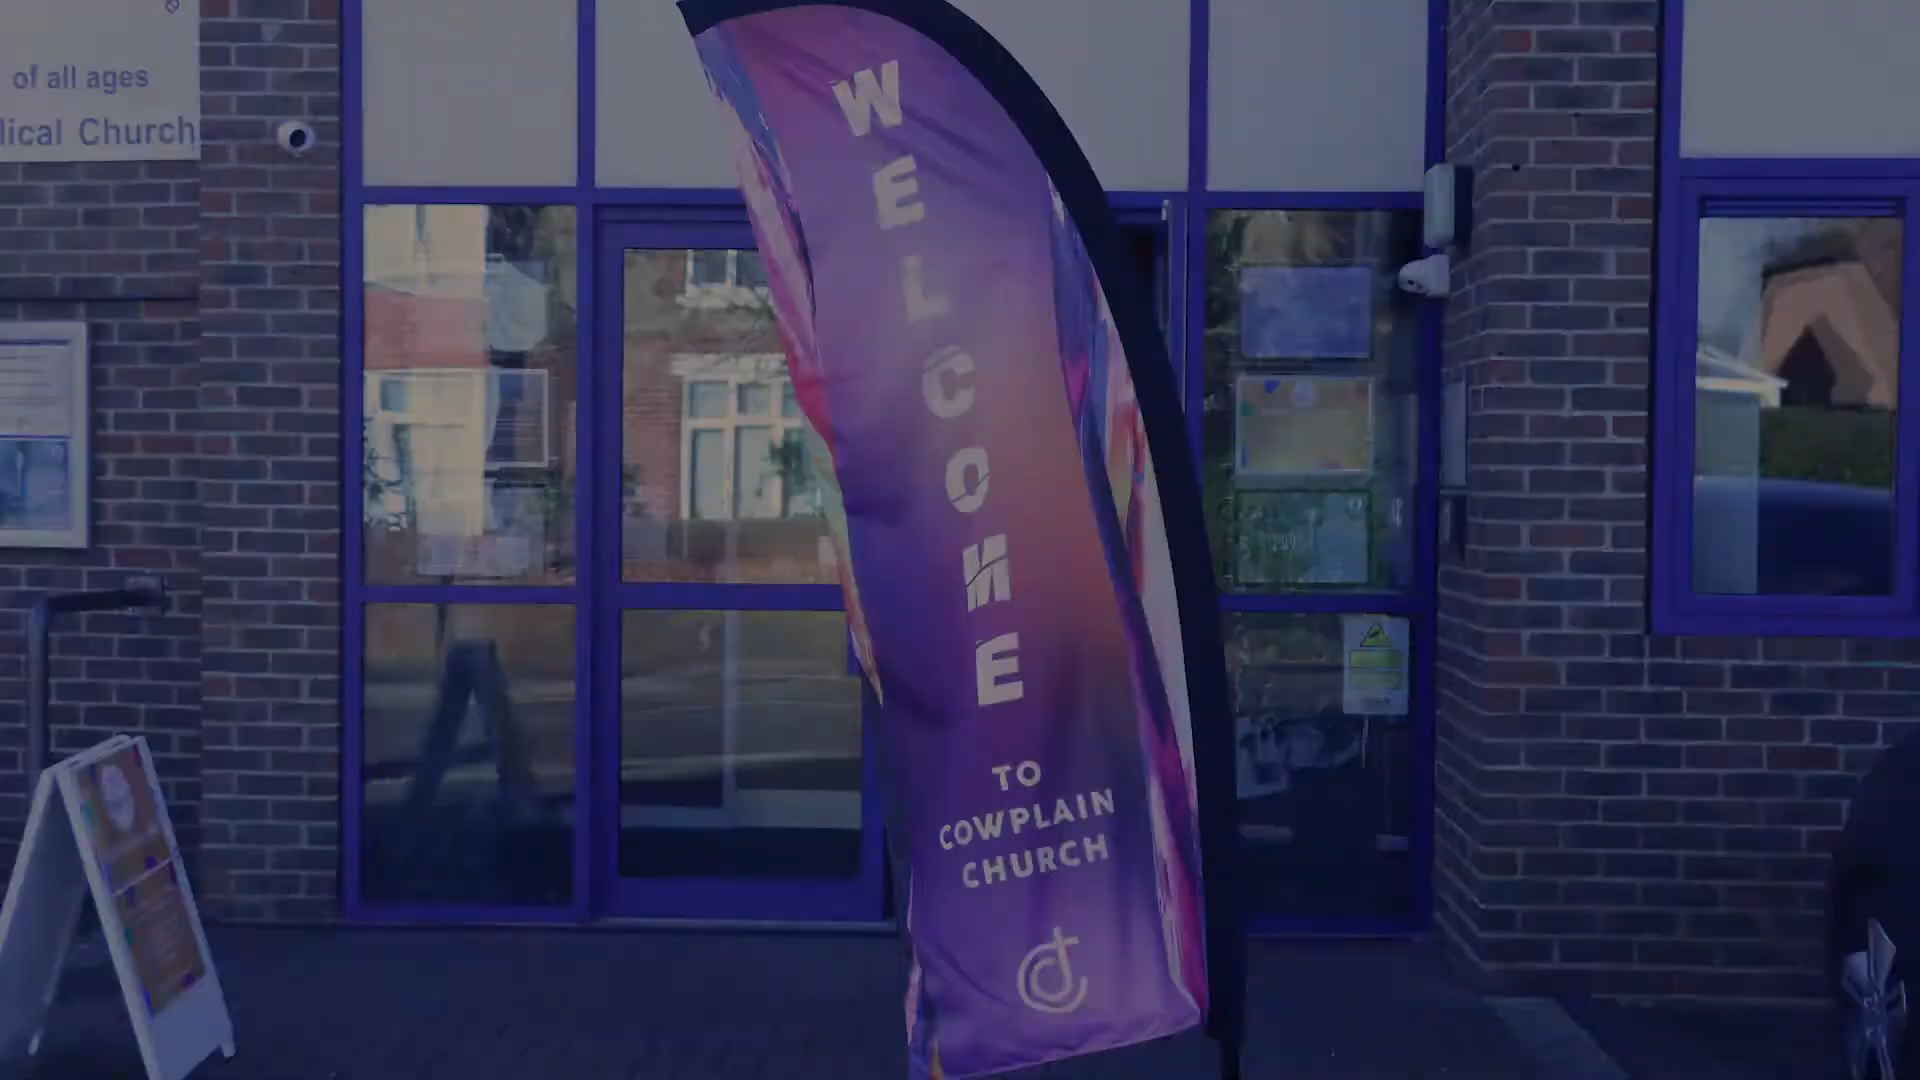 of all ages
lical Church
WELCOME
TO
COWPLAIN
CHURCH